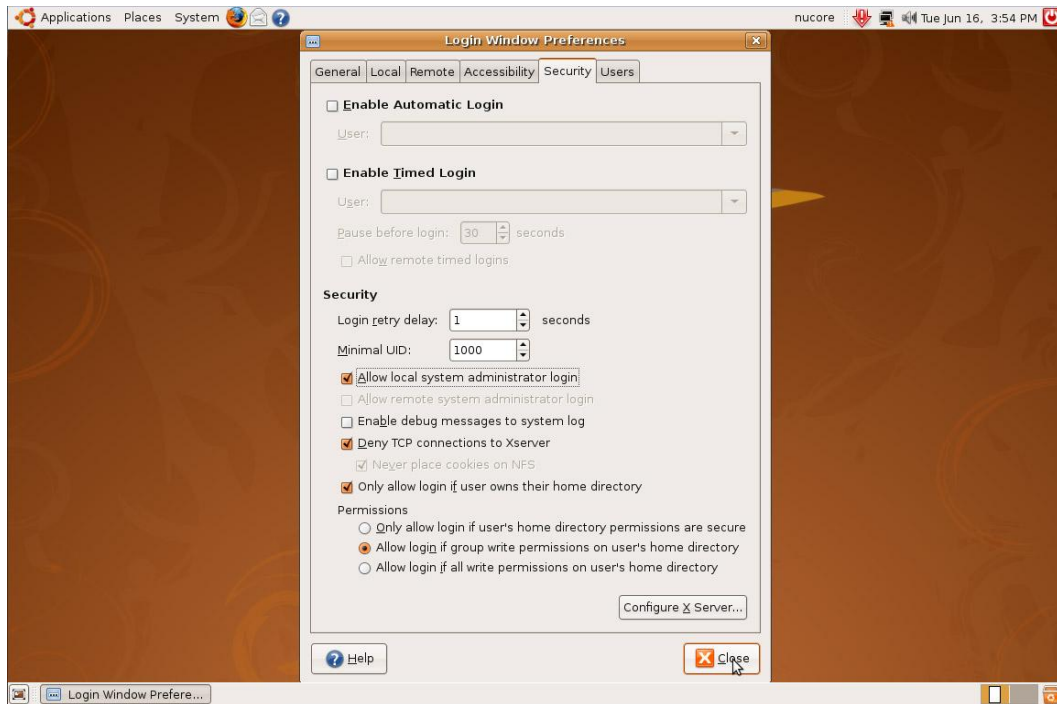 Applications Places System
nucore Tue Jun 16, 3:54 PM
Login Window Preferences
General Local Remote Accessibility Security Users
Enable Automatic Login
User:
Enable Timed Login
User:
Pause before login: 30 seconds
Allow remote timed logins
Security
Login retry delay: 1 seconds
Minimal UID: 1000
Allow local system administrator login
Allow remote system administrator login
Enable debug messages to system log
Deny TCP connections to Xserver
Never place cookies on NFS
Only allow login if user owns their home directory
Permissions
Only allow login if user's home directory permissions are secure
Allow login if group write permissions on user's home directory
Allow login if all write permissions on user's home directory
Configure X Server...
Help Close
Login Window Prefere...